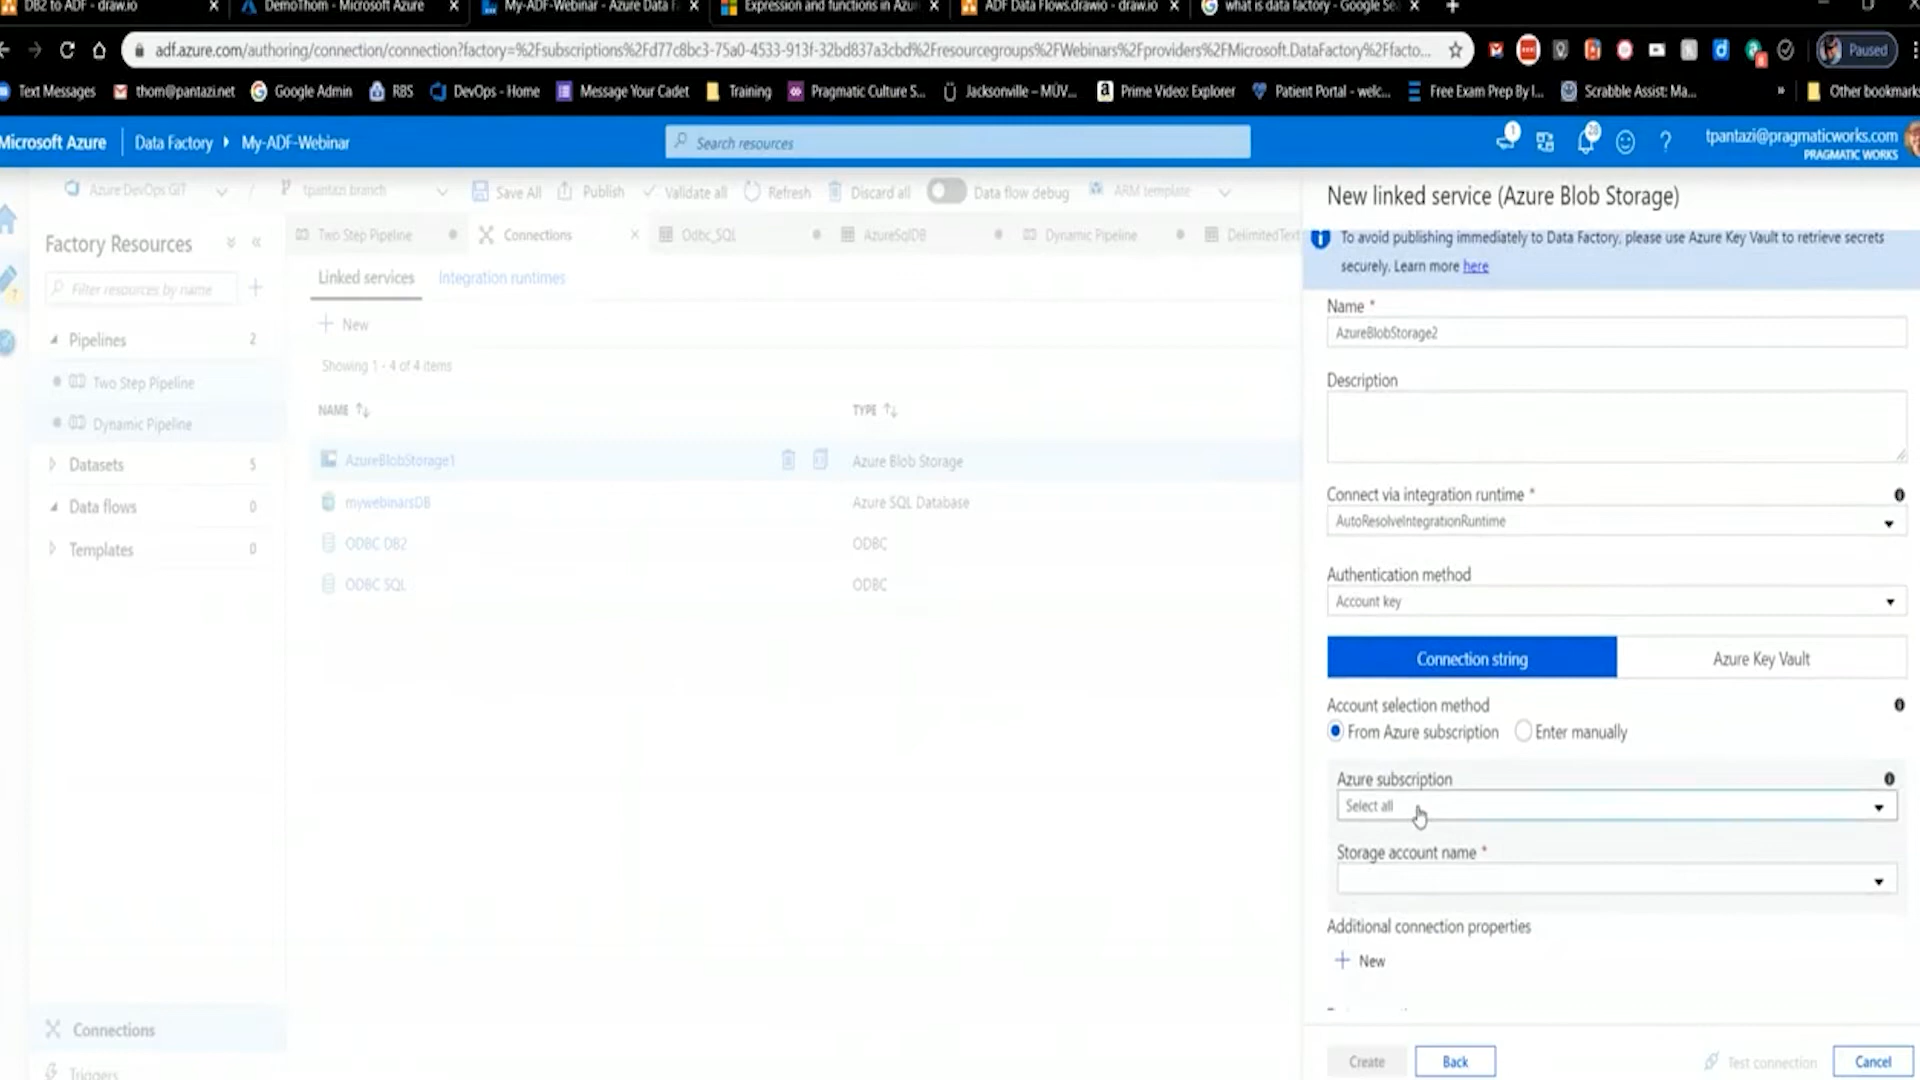 DB2 to ADF - draw.io
DemoThom - Microsoft Azure
My-ADF-Webinar - Azure Data F
Expression and functions in Azur
ADF Data Flows.drawio - draw.io
what is data factory - Google Se
adf.azure.com/authoring/connection/connection?factory=%2Fsubscriptions%2Fd77c8bc3-75a0-4533-913f-32bd837a3cbd%2Fresourcegroups%2FWebinars%2Fproviders%2FMicrosoft.DataFactory%2Ffacto...
Paused
Text Messages
thom@pantazi.net
Google Admin
RBS
DevOps - Home
Message Your Cadet
Training
Pragmatic Culture S...
Jacksonville – MÜV...
Prime Video: Explorer
Patient Portal - welc...
Free Exam Prep By I...
Scrabble Assist: Ma...
»
Other bookmarks
Microsoft Azure
Data Factory
My-ADF-Webinar
Search resources
1
20
?
tpantazi@pragmaticworks.com
PRAGMATIC WORKS
Azure DevOps GIT
/
tpantazi branch
Save All
Publish
Validate all
Refresh
Discard all
Data flow debug
ARM template
Two Step Pipeline
Connections
Odbc_SQL
AzureSqlDB
Dynamic Pipeline
DelimitedText
Factory Resources
Filter resources by name
Pipelines 2
Two Step Pipeline
Dynamic Pipeline
Datasets 5
Data flows 0
Templates 0
Connections
Triggers
Linked services
Integration runtimes
+ New
Showing 1 - 4 of 4 items
NAME
TYPE
AzureBlobStorage1
Azure Blob Storage
mywebinarsDB
Azure SQL Database
ODBC DB2
ODBC
ODBC SQL
ODBC
New linked service (Azure Blob Storage)
To avoid publishing immediately to Data Factory, please use Azure Key Vault to retrieve secrets
securely. Learn more here
Name *
AzureBlobStorage2
Description
Connect via integration runtime *
AutoResolveIntegrationRuntime
Authentication method
Account key
Connection string
Azure Key Vault
Account selection method
From Azure subscription
Enter manually
Azure subscription
Select all
Storage account name *
Additional connection properties
+ New
Create
Back
Test connection
Cancel